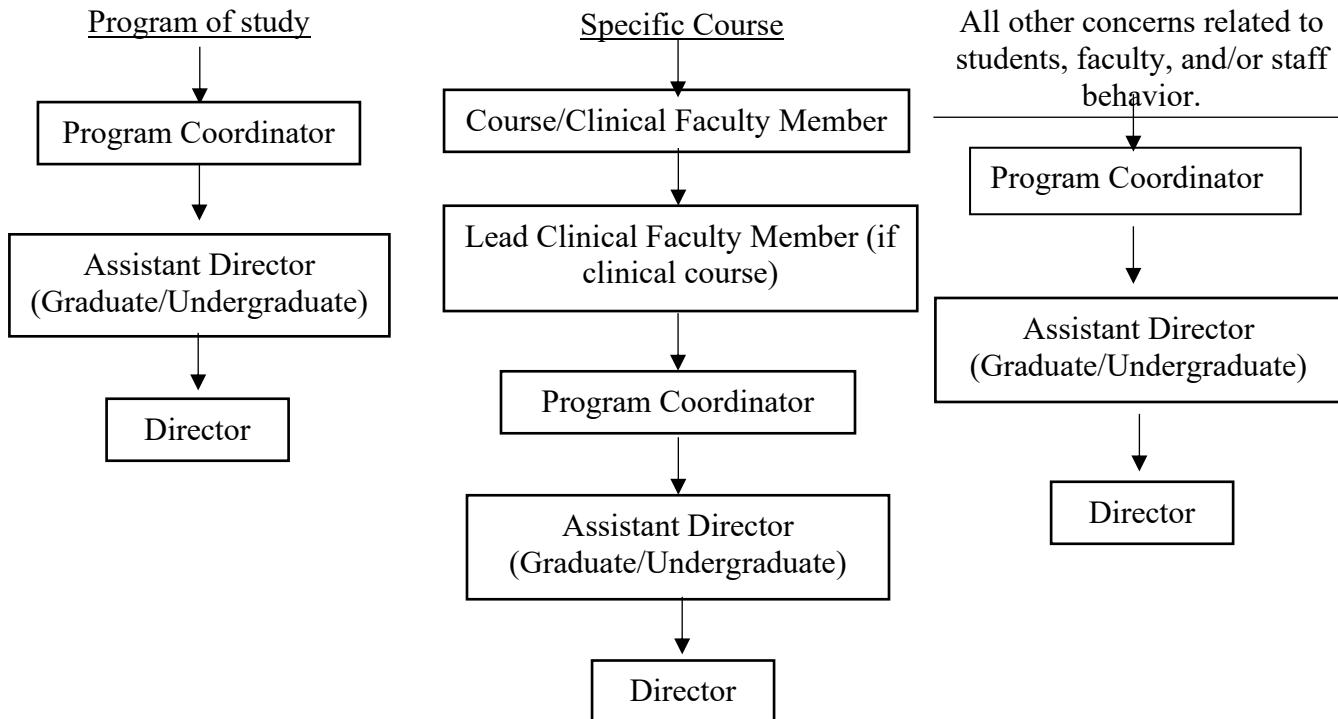 Program of study
Program Coordinator
Assistant Director
(Graduate/Undergraduate)
Director
Specific Course
Course/Clinical Faculty Member
Lead Clinical Faculty Member (if
clinical course)
Program Coordinator
Assistant Director
(Graduate/Undergraduate)
Director
All other concerns related to
students, faculty, and/or staff
behavior.
Program Coordinator
Assistant Director
(Graduate/Undergraduate)
Director